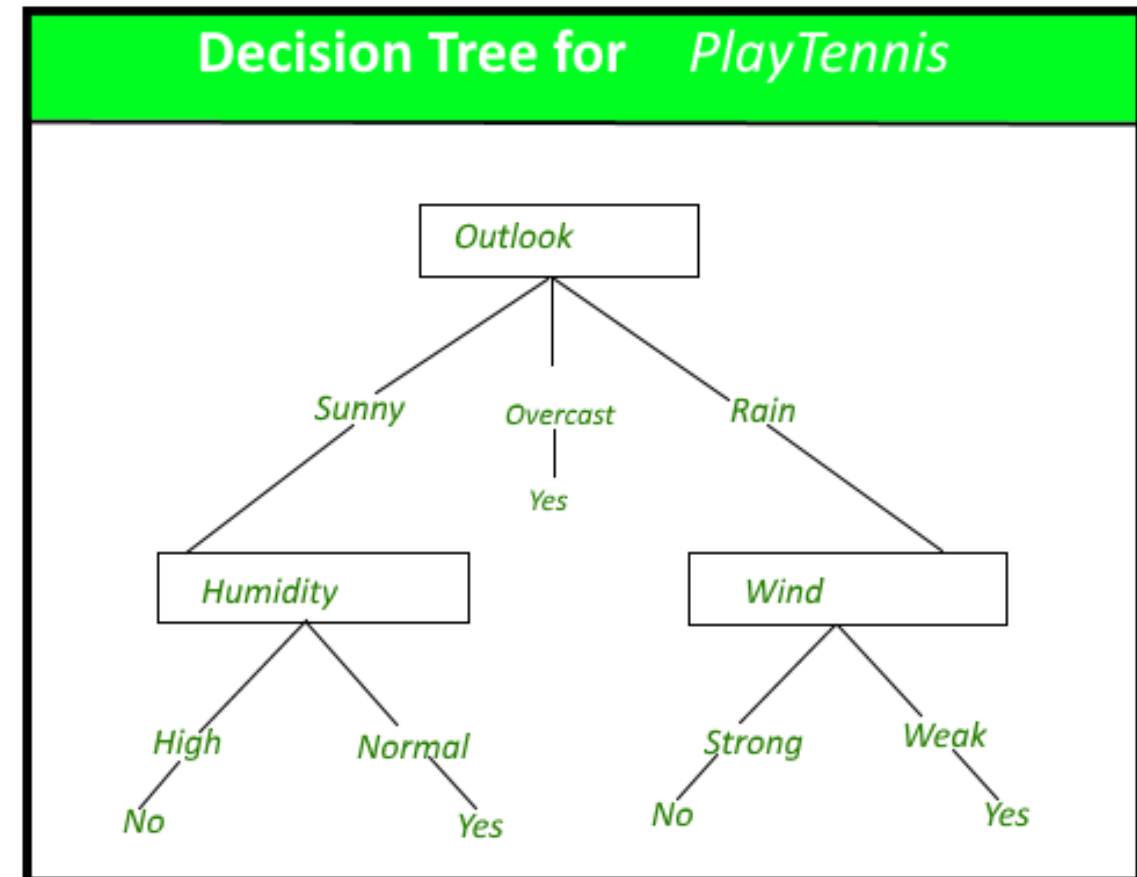 Decision Tree for PlayTennis
Outlook
Sunny Overcast Rain
Yes
Humidity Wind
High Normal Strong Weak
No Yes No Yes